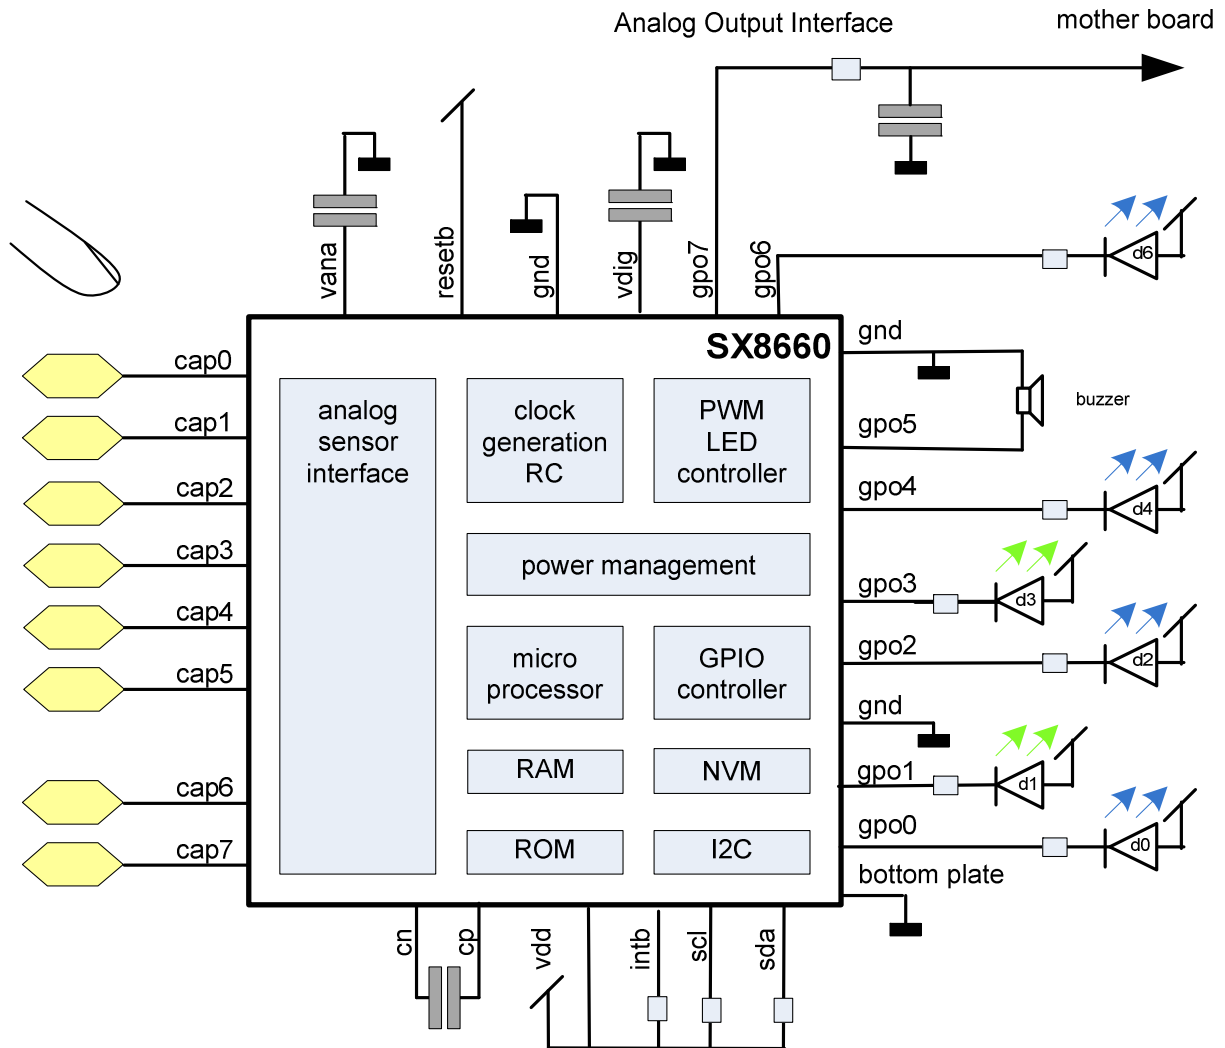 Analog Output Interface
mother board
vana
resetb
gnd
vdig
gpo7
gpo6
d6
SX8660
cap0
cap1
cap2
cap3
cap4
cap5
cap6
cap7
analog
sensor
interface
clock
generation
RC
PWM
LED
controller
power management
micro
processor
GPIO
controller
RAM
NVM
ROM
I2C
gnd
buzzer
gpo5
gpo4
d4
gpo3
d3
gpo2
d2
gnd
gpo1
d1
gpo0
d0
bottom plate
cn
cp
vdd
intb
scl
sda